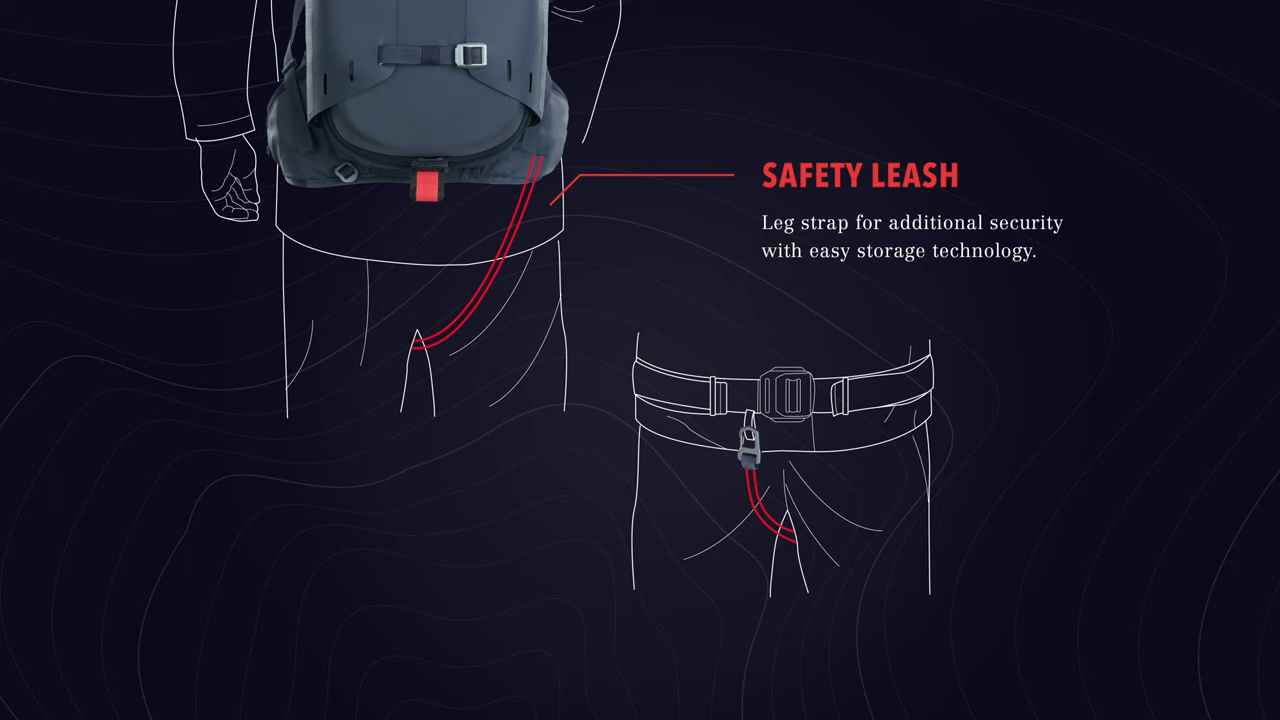 SAFETY LEASH
Leg strap for additional security
with easy storage technology.